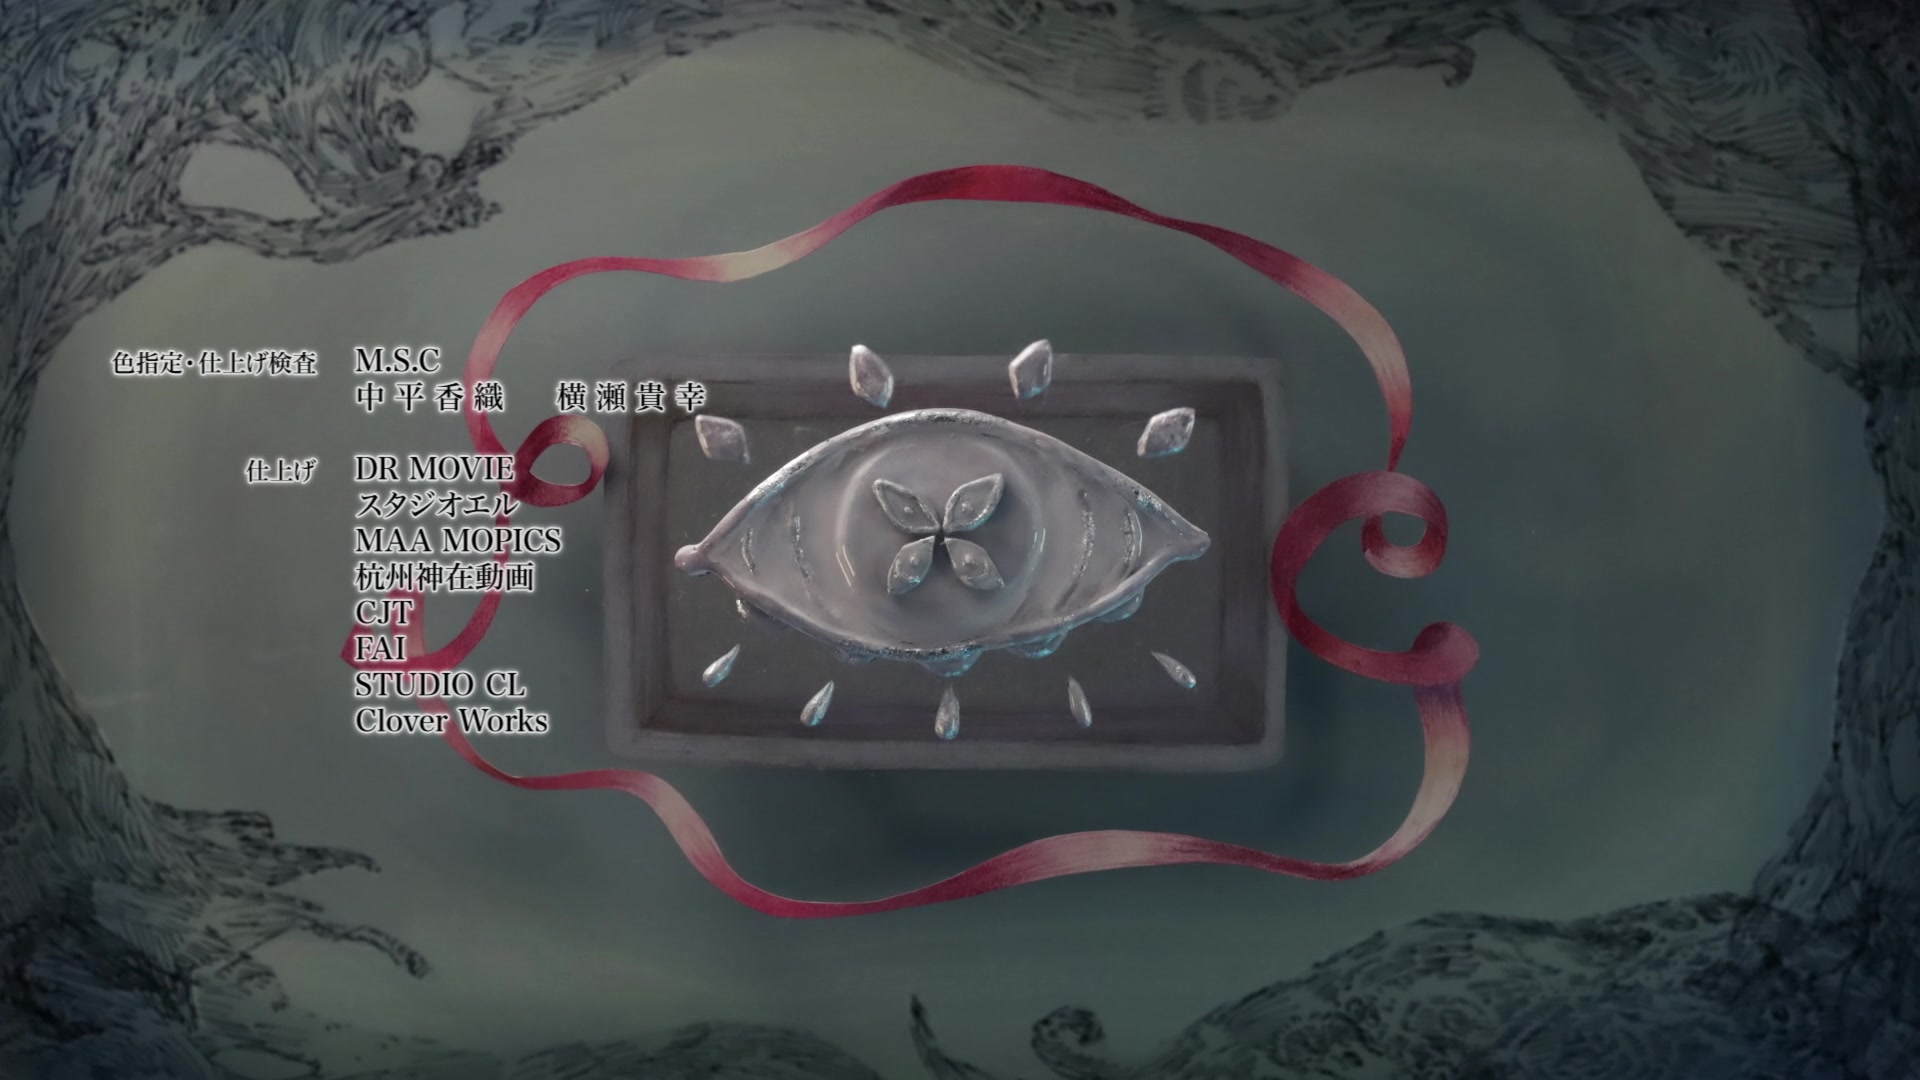 色指定・仕上げ検査 M.S.C
中平香織 横瀬貴幸
仕上げ DR MOVIE
スタジオエル
MAA MOPICS
杭州神在動画
CJT
FAI
STUDIO CL
Clover Works